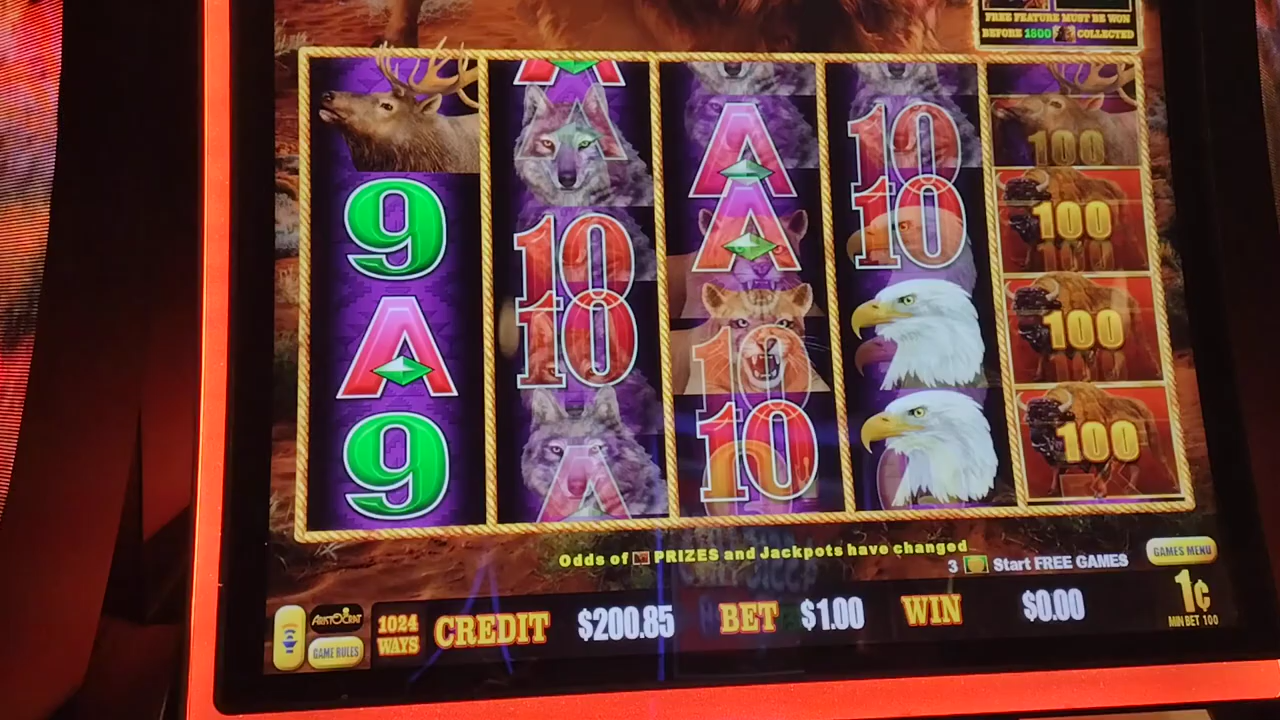 FREE FEATURE MUST BE WON
BEFORE 1800 COLLECTED
A
10
100
9
A
A
10
100
10
100
A
10
10
10
100
9
A
Odds of PRIZES and Jackpots have changed
3 Start FREE GAMES
GAMES MENU
ARISTOCRAT
GAME RULES
1024 WAYS
CREDIT $200.85
BET $1.00
WIN $0.00
1¢
MIN BET 100